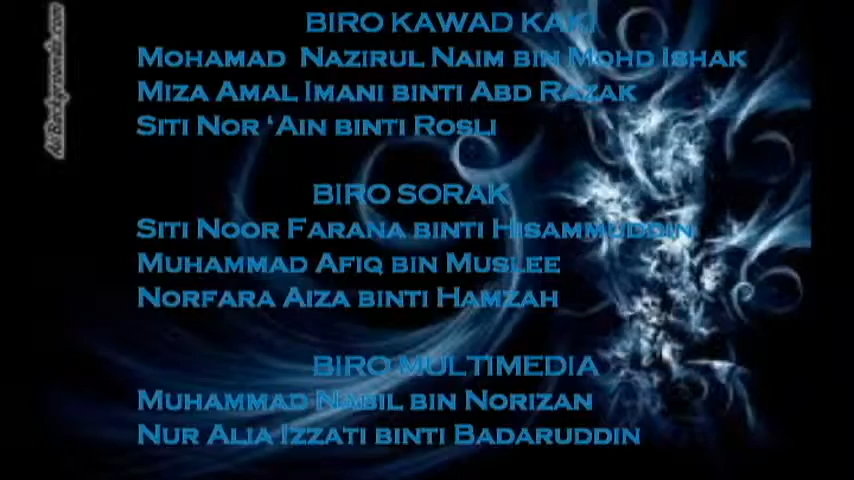 BIRO KAWAD KAKI
MOHAMAD NAZIRUL NAIM BIN MOHD ISHAK
MIZA AMAL IMANI BINTI ABD RAZAK
SITI NOR ‘AIN BINTI ROSLI
BIRO SORAK
SITI NOOR FARANA BINTI HISAMMUDDIN
MUHAMMAD AFIQ BIN MUSLEE
NORFARA AIZA BINTI HAMZAH
BIRO MULTIMEDIA
MUHAMMAD NABIL BIN NORIZAN
NUR ALIA IZZATI BINTI BADARUDDIN